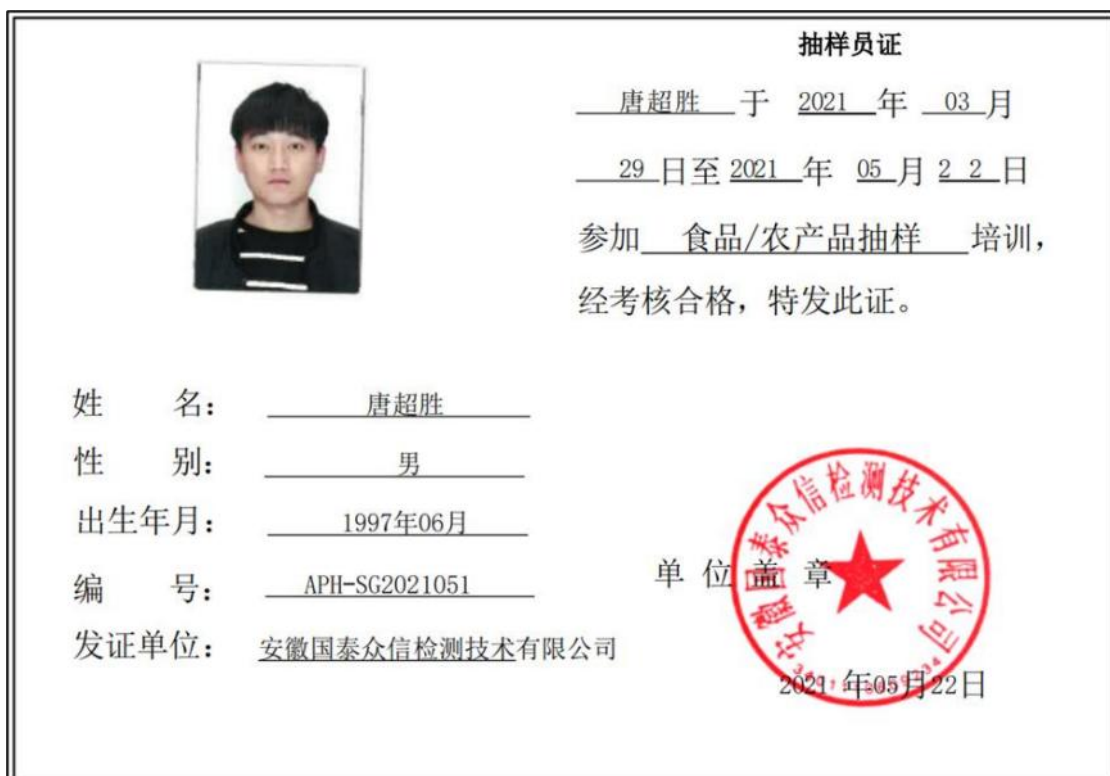 抽样员证
唐超胜 于 2021 年 03 月
29 日至 2021 年 05 月 2 2 日
参加 食品/农产品抽样 培训，
经考核合格，特发此证。
姓 名： 唐超胜
性 别： 男
出生年月： 1997年06月
编 号： APH-SG2021051
发证单位： 安徽国泰众信检测技术有限公司
单 位 盖 章
安徽国泰众信检测技术有限公司
2021 年05月22日